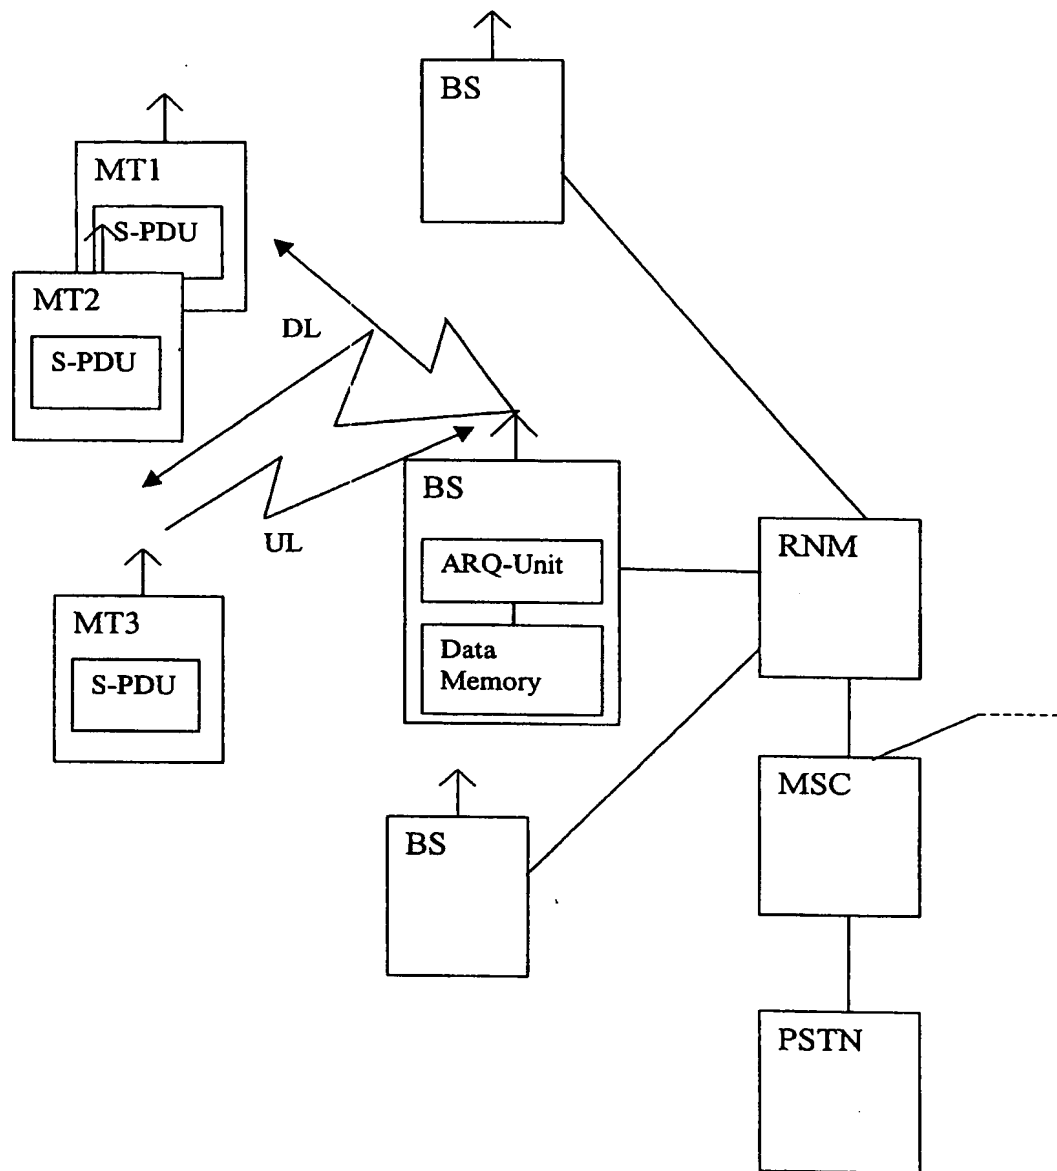 BS
MT1
S-PDU
MT2
S-PDU
DL
UL
BS
ARQ-Unit
Data
Memory
RNM
MT3
S-PDU
MSC
BS
PSTN